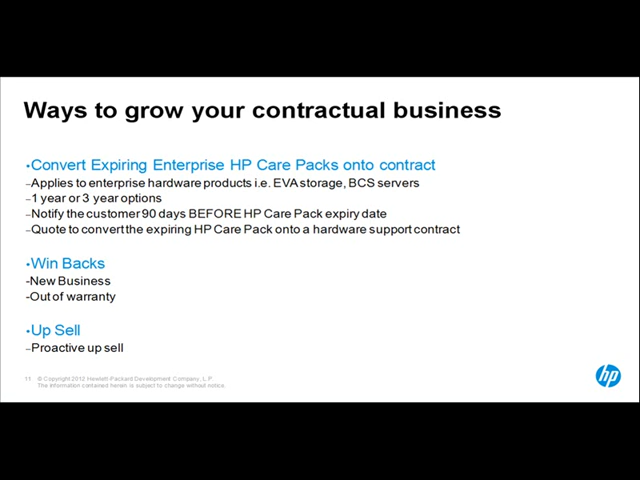 Ways to grow your contractual business
•Convert Expiring Enterprise HP Care Packs onto contract
–Applies to enterprise hardware products i.e. EVA storage, BCS servers
–1 year or 3 year options
–Notify the customer 90 days BEFORE HP Care Pack expiry date
–Quote to convert the expiring HP Care Pack onto a hardware support contract
•Win Backs
-New Business
-Out of warranty
•Up Sell
–Proactive up sell
11 © Copyright 2012 Hewlett-Packard Development Company, L.P.
The information contained herein is subject to change without notice.
hp